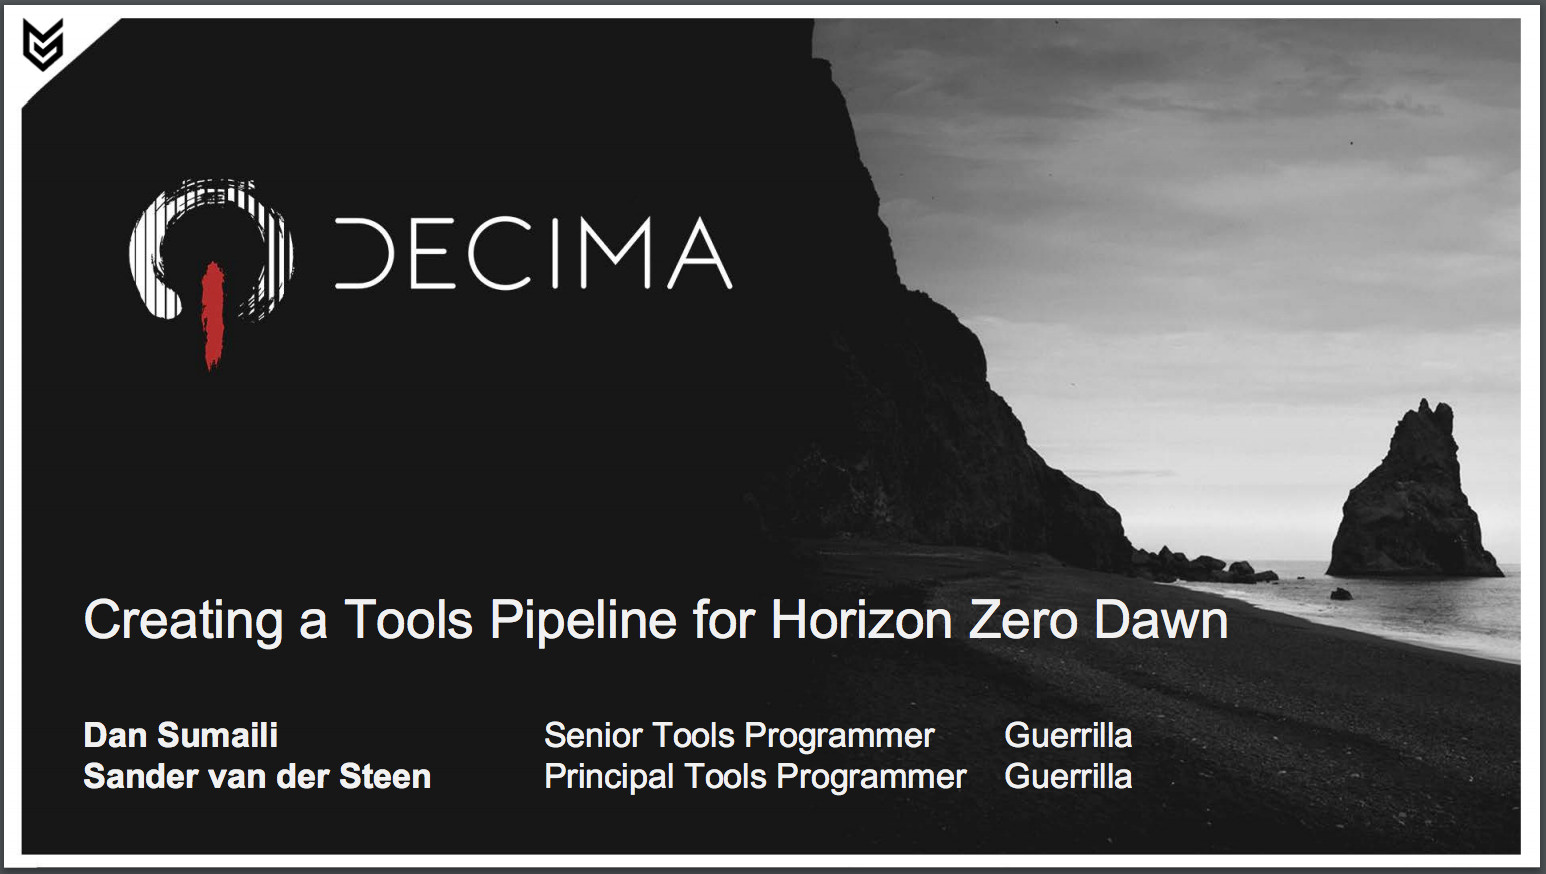 DECIMA
Creating a Tools Pipeline for Horizon Zero Dawn
Dan Sumaili Senior Tools Programmer Guerrilla
Sander van der Steen Principal Tools Programmer Guerrilla